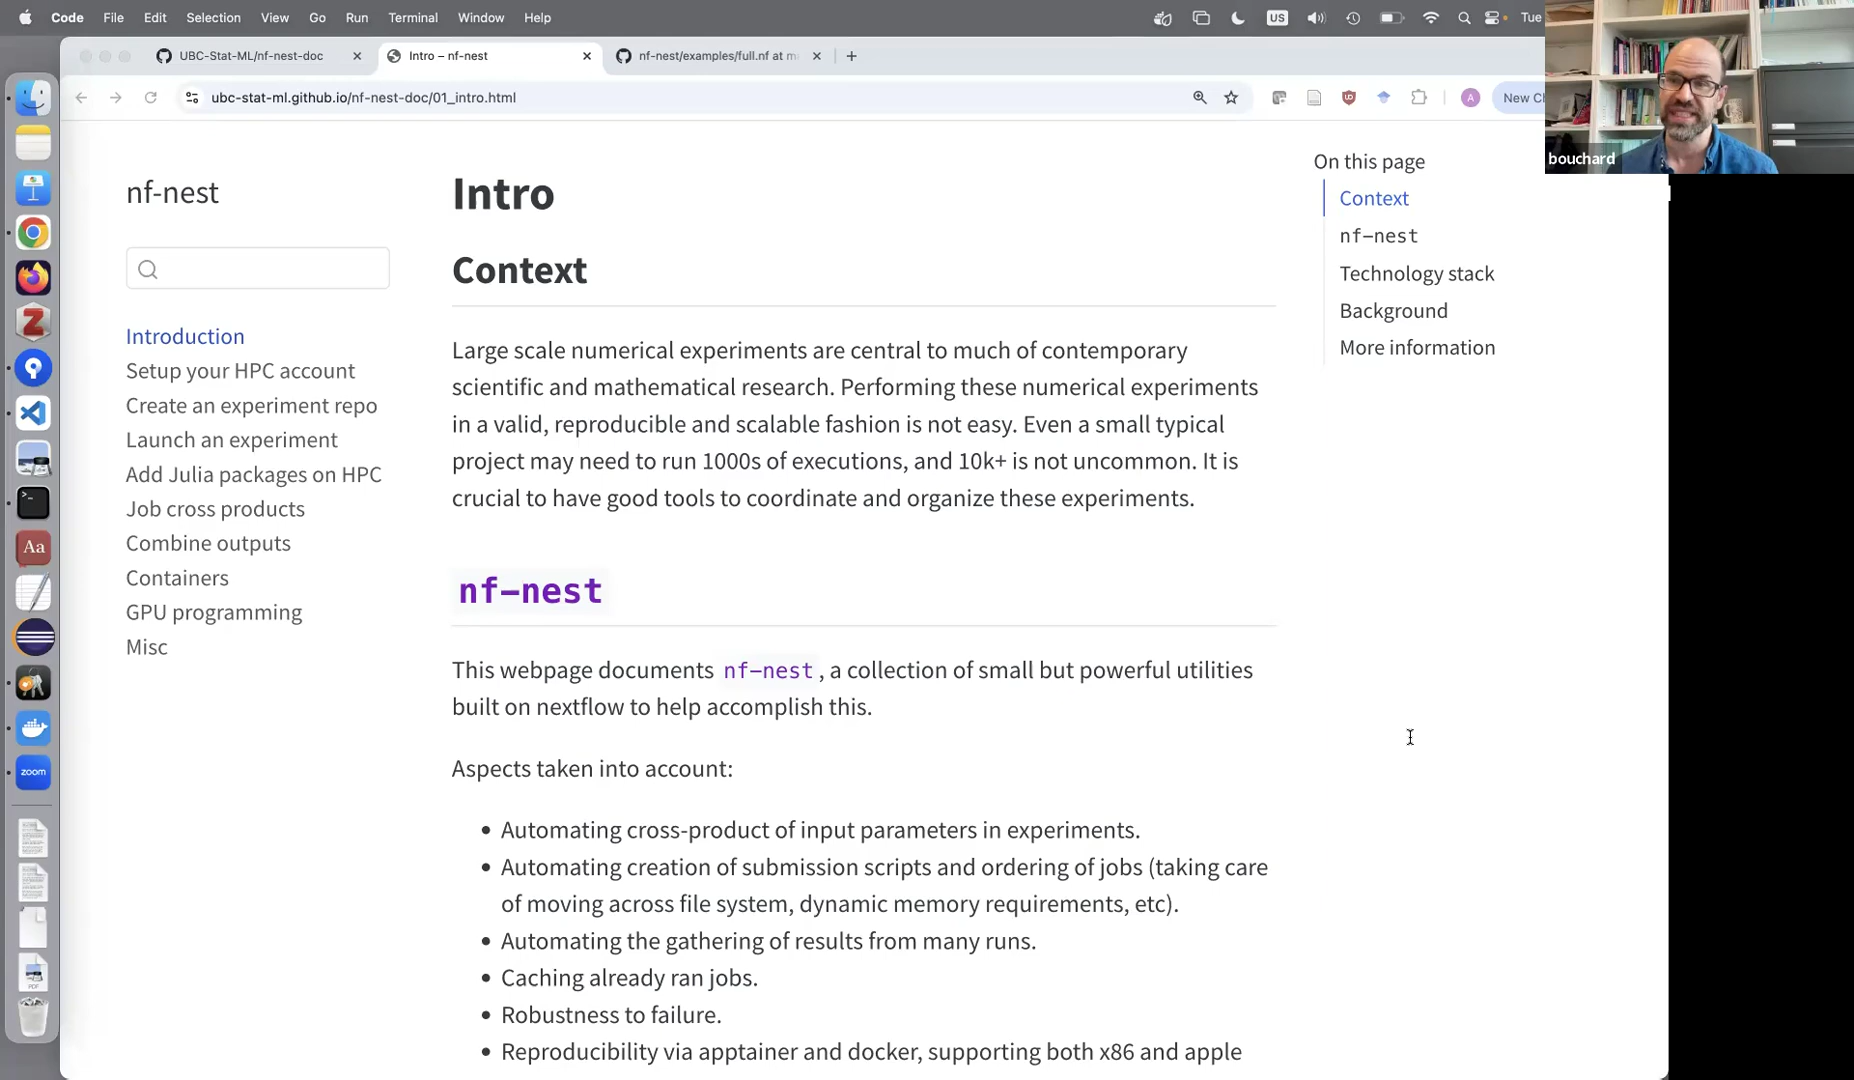 Code File Edit Selection View Go Run Terminal Window Help US Tue
UBC-Stat-ML/nf-nest-doc Intro – nf-nest nf-nest/examples/full.nf at m
ubc-stat-ml.github.io/nf-nest-doc/01_intro.html A New Ch
bouchard
nf-nest
Introduction
Setup your HPC account
Create an experiment repo
Launch an experiment
Add Julia packages on HPC
Job cross products
Combine outputs
Containers
GPU programming
Misc
Intro
Context
Large scale numerical experiments are central to much of contemporary
scientific and mathematical research. Performing these numerical experiments
in a valid, reproducible and scalable fashion is not easy. Even a small typical
project may need to run 1000s of executions, and 10k+ is not uncommon. It is
crucial to have good tools to coordinate and organize these experiments.
nf-nest
This webpage documents nf-nest, a collection of small but powerful utilities
built on nextflow to help accomplish this.
Aspects taken into account:
• Automating cross-product of input parameters in experiments.
• Automating creation of submission scripts and ordering of jobs (taking care
of moving across file system, dynamic memory requirements, etc).
• Automating the gathering of results from many runs.
• Caching already ran jobs.
• Robustness to failure.
• Reproducibility via apptainer and docker, supporting both x86 and apple
On this page
Context
nf-nest
Technology stack
Background
More information
Z
Aa
zoom
PDF